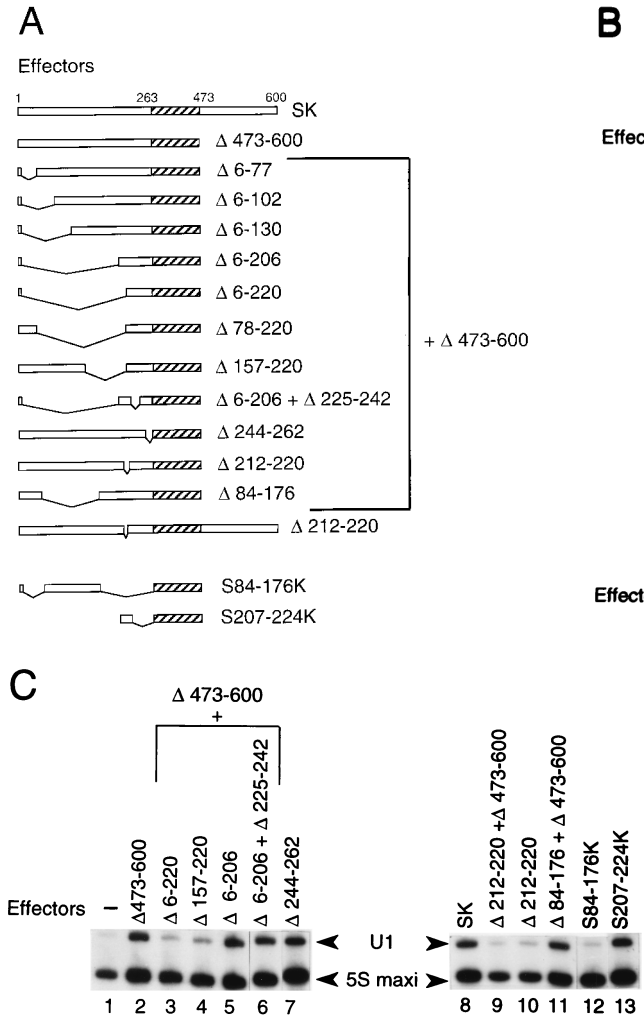 A
B
Effectors
1 263 473 600
SK
Δ 473-600
Δ 6-77
Δ 6-102
Δ 6-130
Δ 6-206
Δ 6-220
Δ 78-220
Δ 157-220
Δ 6-206 + Δ 225-242
Δ 244-262
Δ 212-220
Δ 84-176
+ Δ 473-600
Δ 212-220
S84-176K
S207-224K
Effec
Effect
C
Δ 473-600
+
Effectors
–
Δ473-600
Δ 6-220
Δ 157-220
Δ 6-206
Δ 6-206 + Δ 225-242
Δ 244-262
SK
Δ 212-220 +Δ 473-600
Δ 212-220
Δ 84-176 + Δ 473-600
S84-176K
S207-224K
U1
5S maxi
1 2 3 4 5 6 7 8 9 10 11 12 13